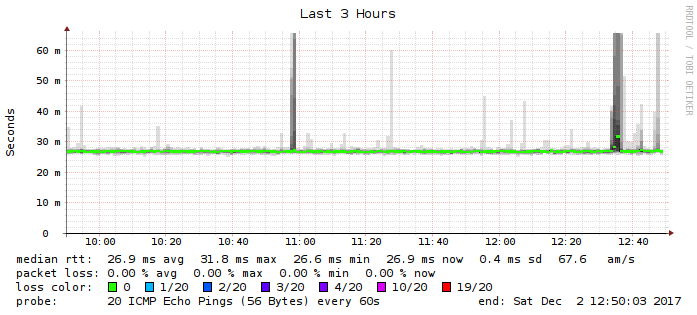 Last 3 Hours
RRDTOOL / TOBI OETIKER
Seconds
60 m
50 m
40 m
30 m
20 m
10 m
0
10:00 10:20 10:40 11:00 11:20 11:40 12:00 12:20 12:40
median rtt: 26.9 ms avg 31.8 ms max 26.6 ms min 26.9 ms now 0.4 ms sd 67.6 am/s
packet loss: 0.00 % avg 0.00 % max 0.00 % min 0.00 % now
loss color: 0 1/20 2/20 3/20 4/20 10/20 19/20
probe: 20 ICMP Echo Pings (56 Bytes) every 60s end: Sat Dec 2 12:50:03 2017